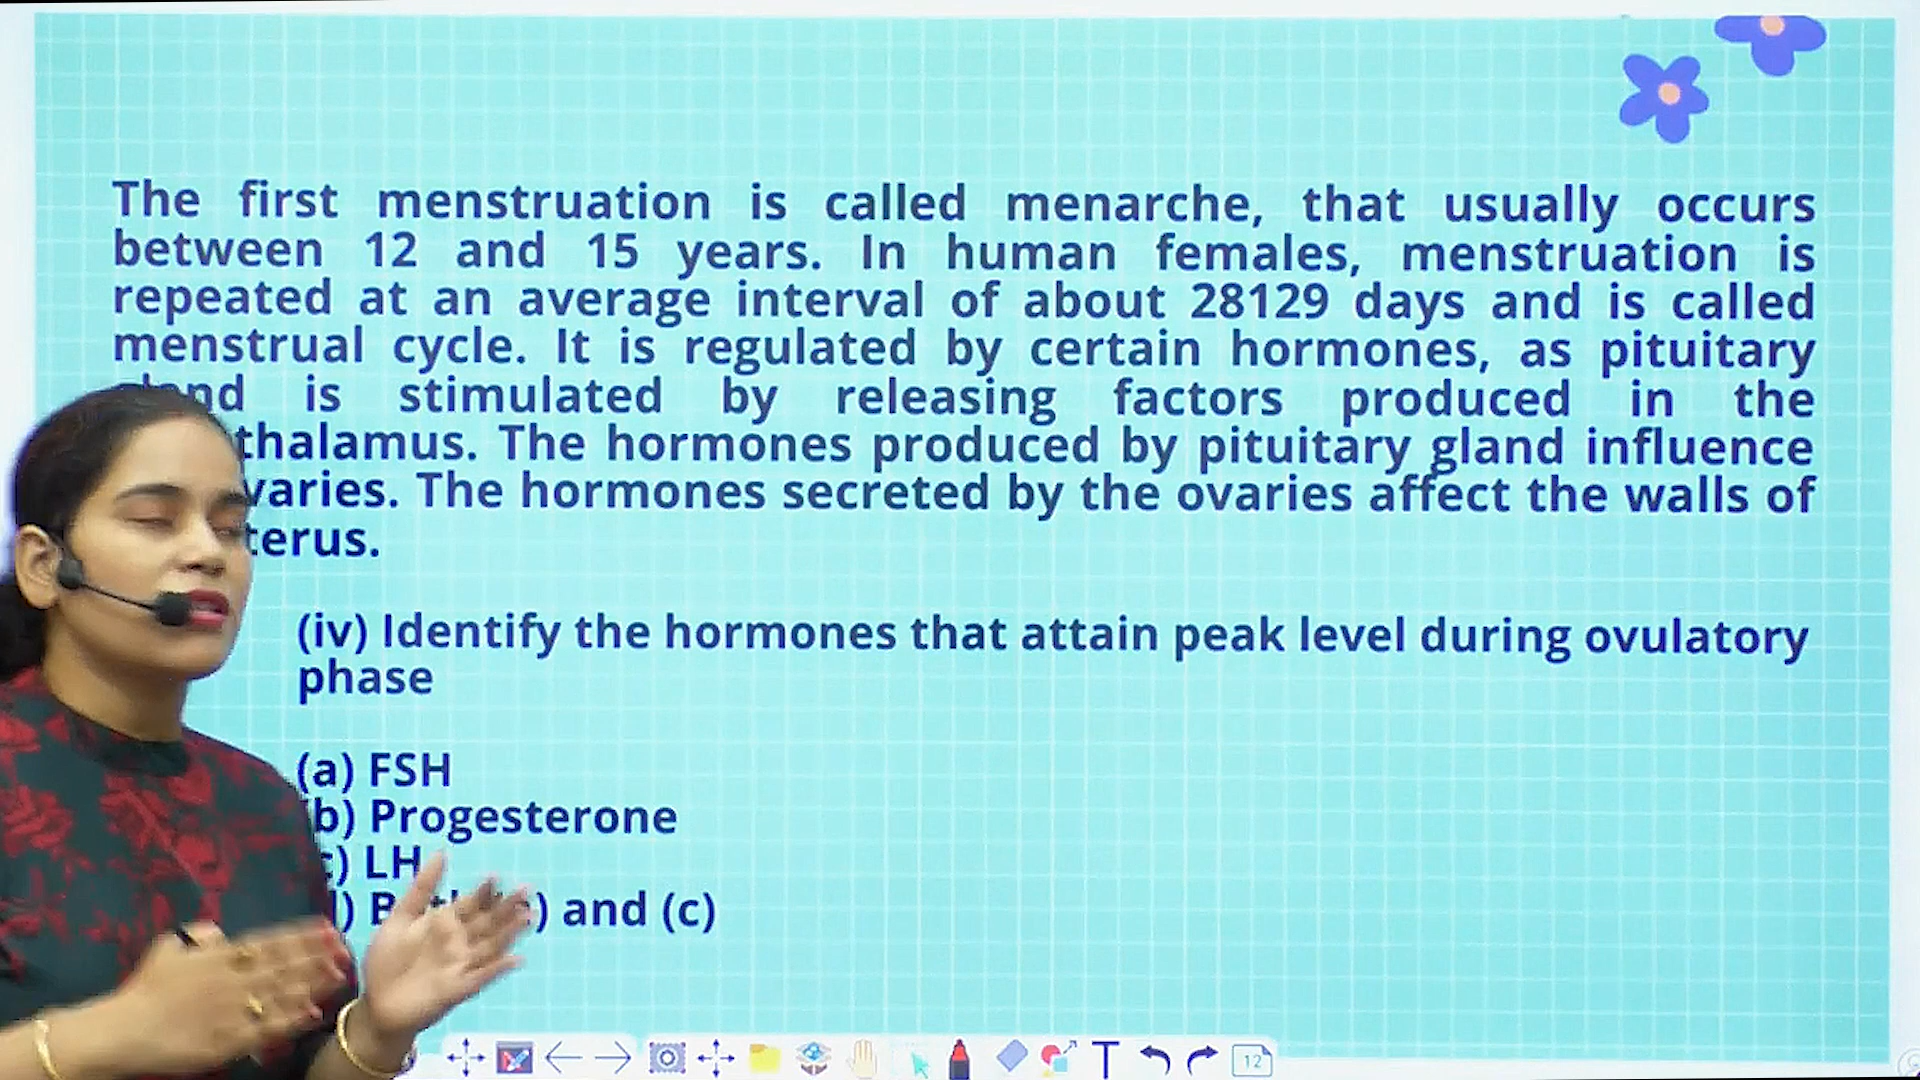 The first menstruation is called menarche, that usually occurs
between 12 and 15 years. In human females, menstruation is
repeated at an average interval of about 28129 days and is called
menstrual cycle. It is regulated by certain hormones, as pituitary
is stimulated by releasing factors produced in the
thalamus. The hormones produced by pituitary gland influence
varies. The hormones secreted by the ovaries affect the walls of
terus.
(iv) Identify the hormones that attain peak level during ovulatory
phase
(a) FSH
b) Progesterone
c) LH
) and (c)
T
12